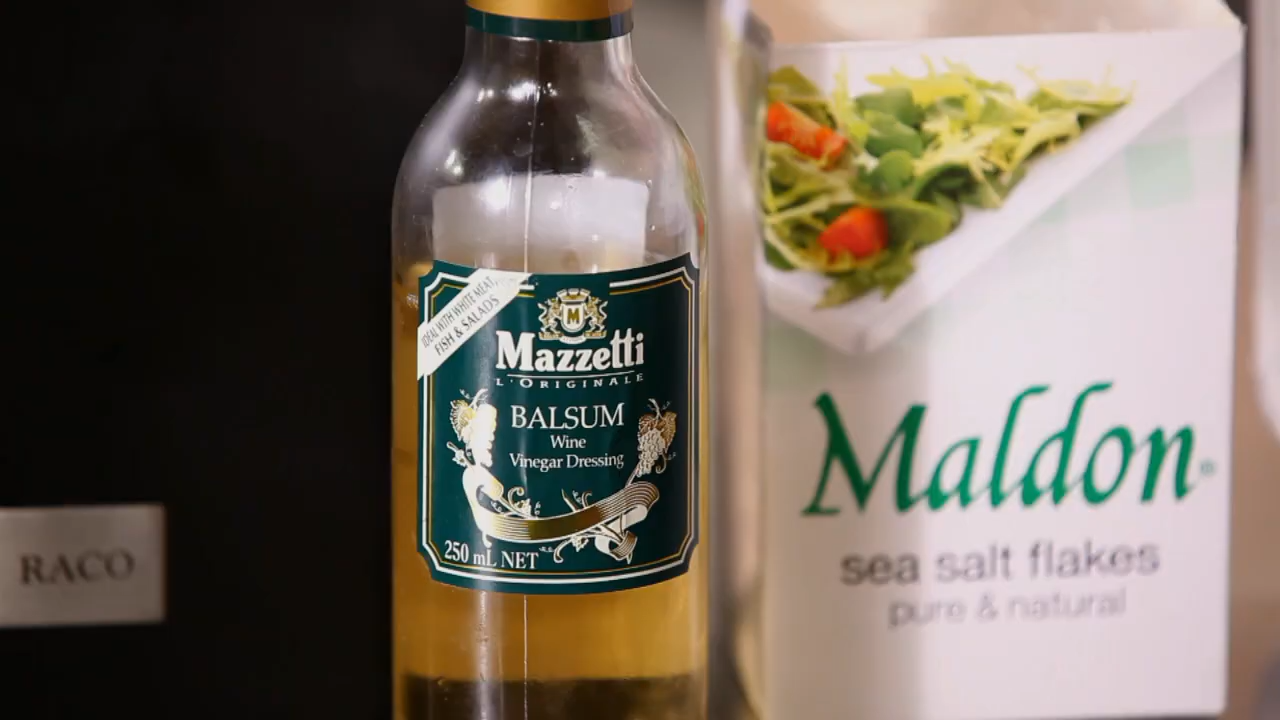 IDEAL WITH WHITE MEAT,
FISH & SALADS
M
Mazzetti
L'ORIGINALE
BALSUM
Wine
Vinegar Dressing
250 mL NET
RACO
Maldon®
sea salt flakes
pure & natural